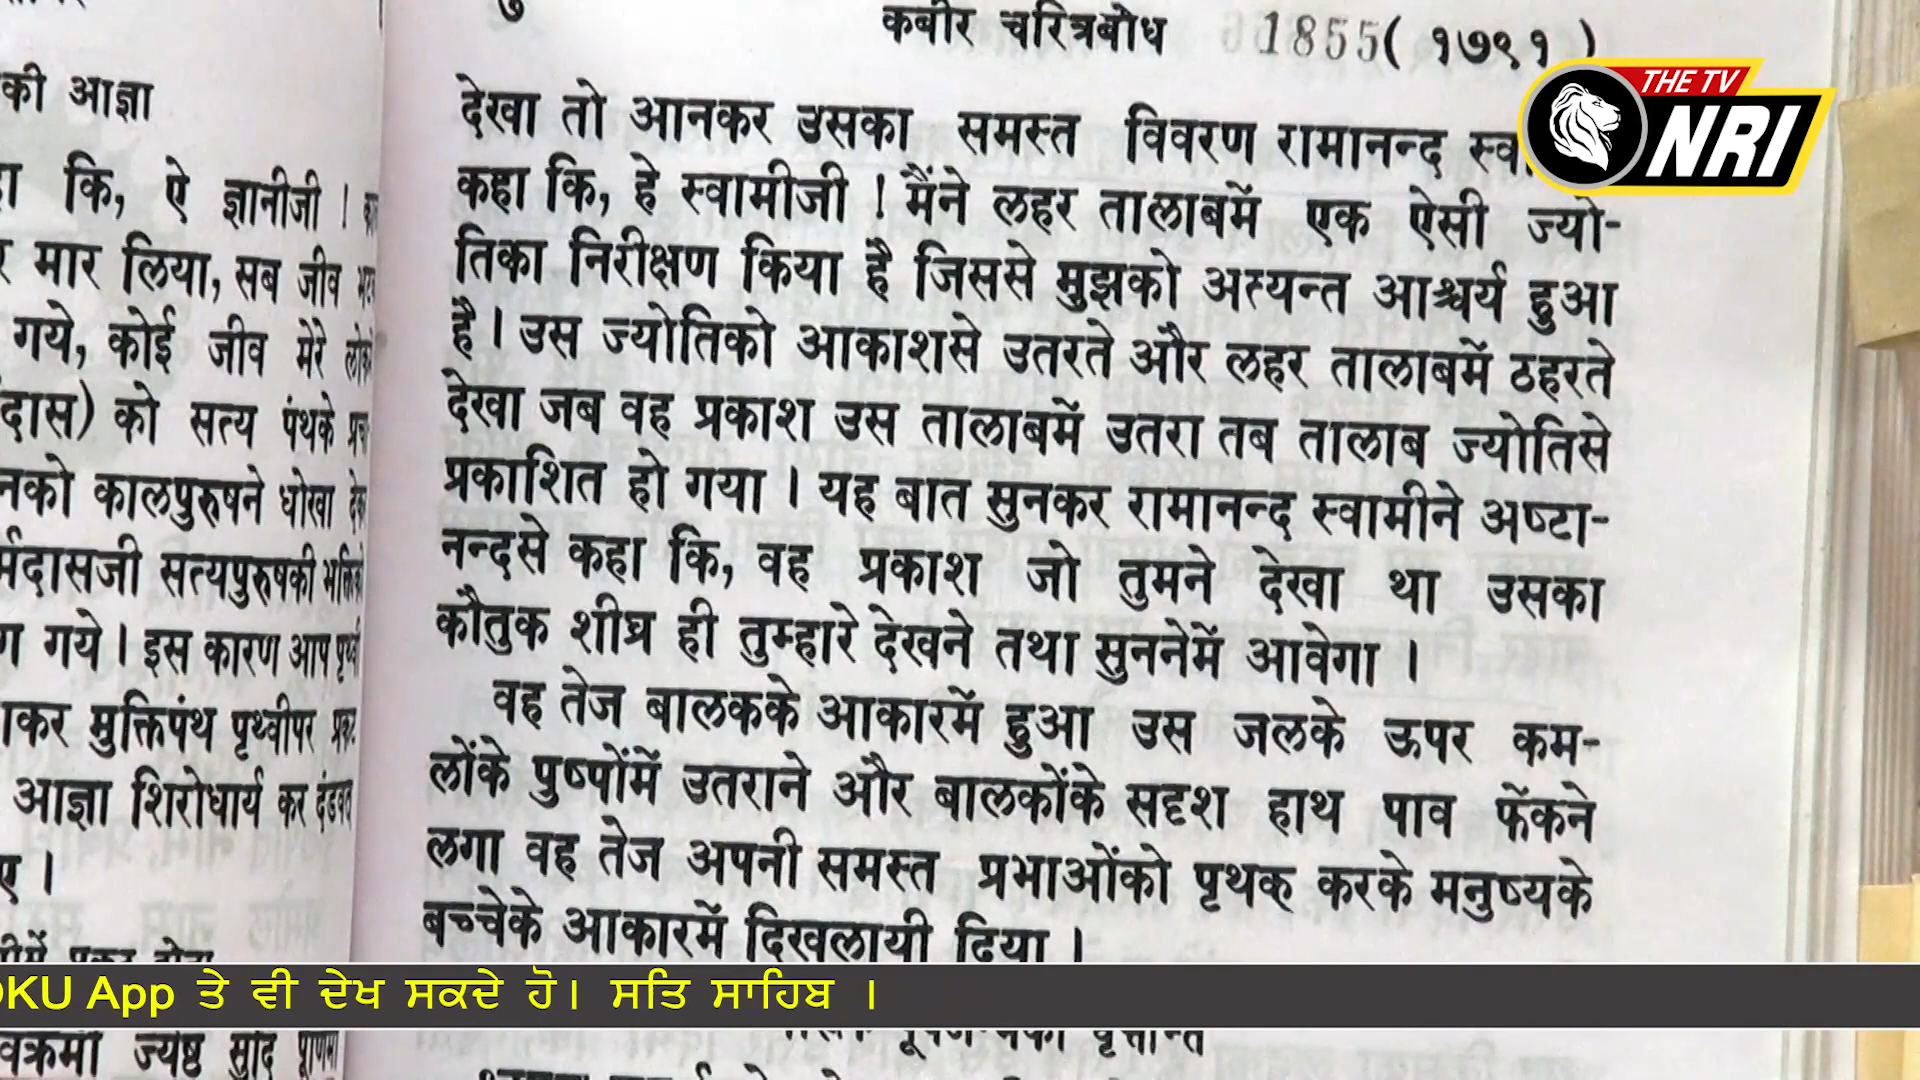 ७
कबीर चरित्रबोध 1855 ( १७९१ )
THE TV
NRI
की आज्ञा
कि, ऐ ज्ञानीजी !
मार लिया, सब जीव
गये, कोई जीव मेरे
दास) को सत्य पंथके
नको कालपुरुषने धोखा
र्मदासजी सत्यपुरुषकी
गये । इस कारण आप
कर मुक्तिपंथ पृथ्वीपर
आज्ञा शिरोधार्य कर
ए ।
ज्येष्ठ सुदि
देखा तो आनकर उसका समस्त विवरण रामानन्द
कहा कि, हे स्वामीजी ! मैंने लहर तालाबमें एक ऐसी ज्यो-
तिका निरीक्षण किया है जिससे मुझको अत्यन्त आश्चर्य हुआ
है । उस ज्योतिको आकाशसे उतरते और लहर तालाबमें ठहरते
देखा जब वह प्रकाश उस तालाबमें उतरा तब तालाब ज्योतिसे
प्रकाशित हो गया । यह बात सुनकर रामानन्द स्वामीने अष्टा-
नन्दसे कहा कि, वह प्रकाश जो तुमने देखा था उसका
कौतुक शीघ्र ही तुम्हारे देखने तथा सुननेमें आवेगा ।
वह तेज बालकके आकारमें हुआ उस जलके ऊपर कम-
लोंके पुष्पोंमें उतराने और बालकोंके सदृश हाथ पाव फेंकने
लगा वह तेज अपनी समस्त प्रभाओंको पृथक् करके मनुष्यके
बच्चेके आकारमें दिखलायी दिया ।
KU App ਤੇ ਵੀ ਦੇਖ ਸਕਦੇ ਹੋ। ਸਤਿ ਸਾਹਿਬ ।